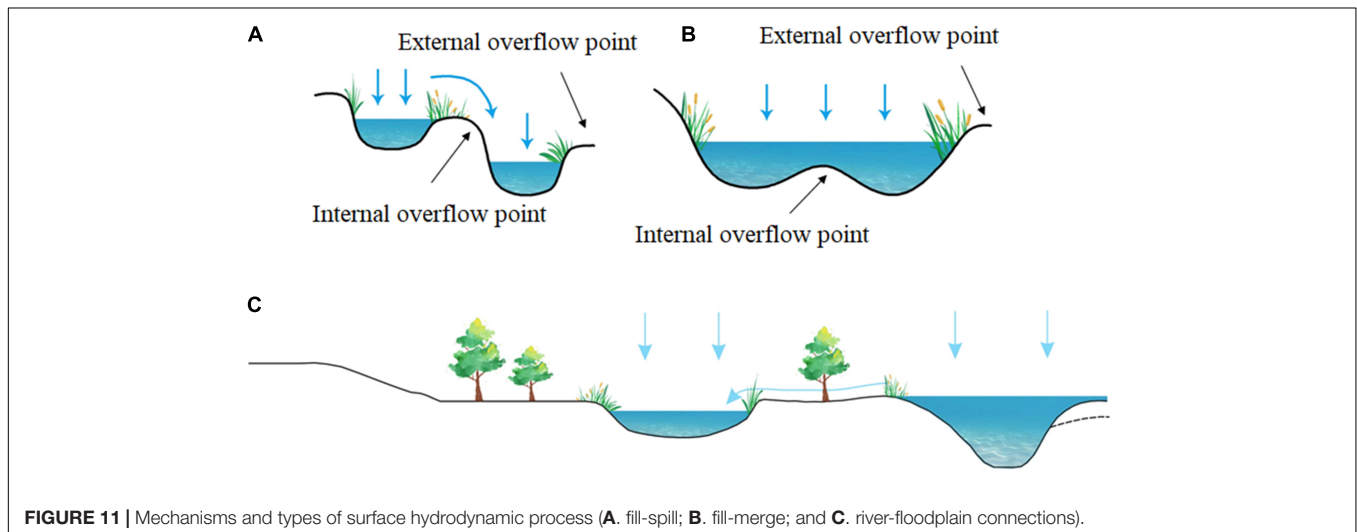 A
External overflow point
Internal overflow point
B
External overflow point
Internal overflow point
C
FIGURE 11 | Mechanisms and types of surface hydrodynamic process (A. fill-spill; B. fill-merge; and C. river-floodplain connections).